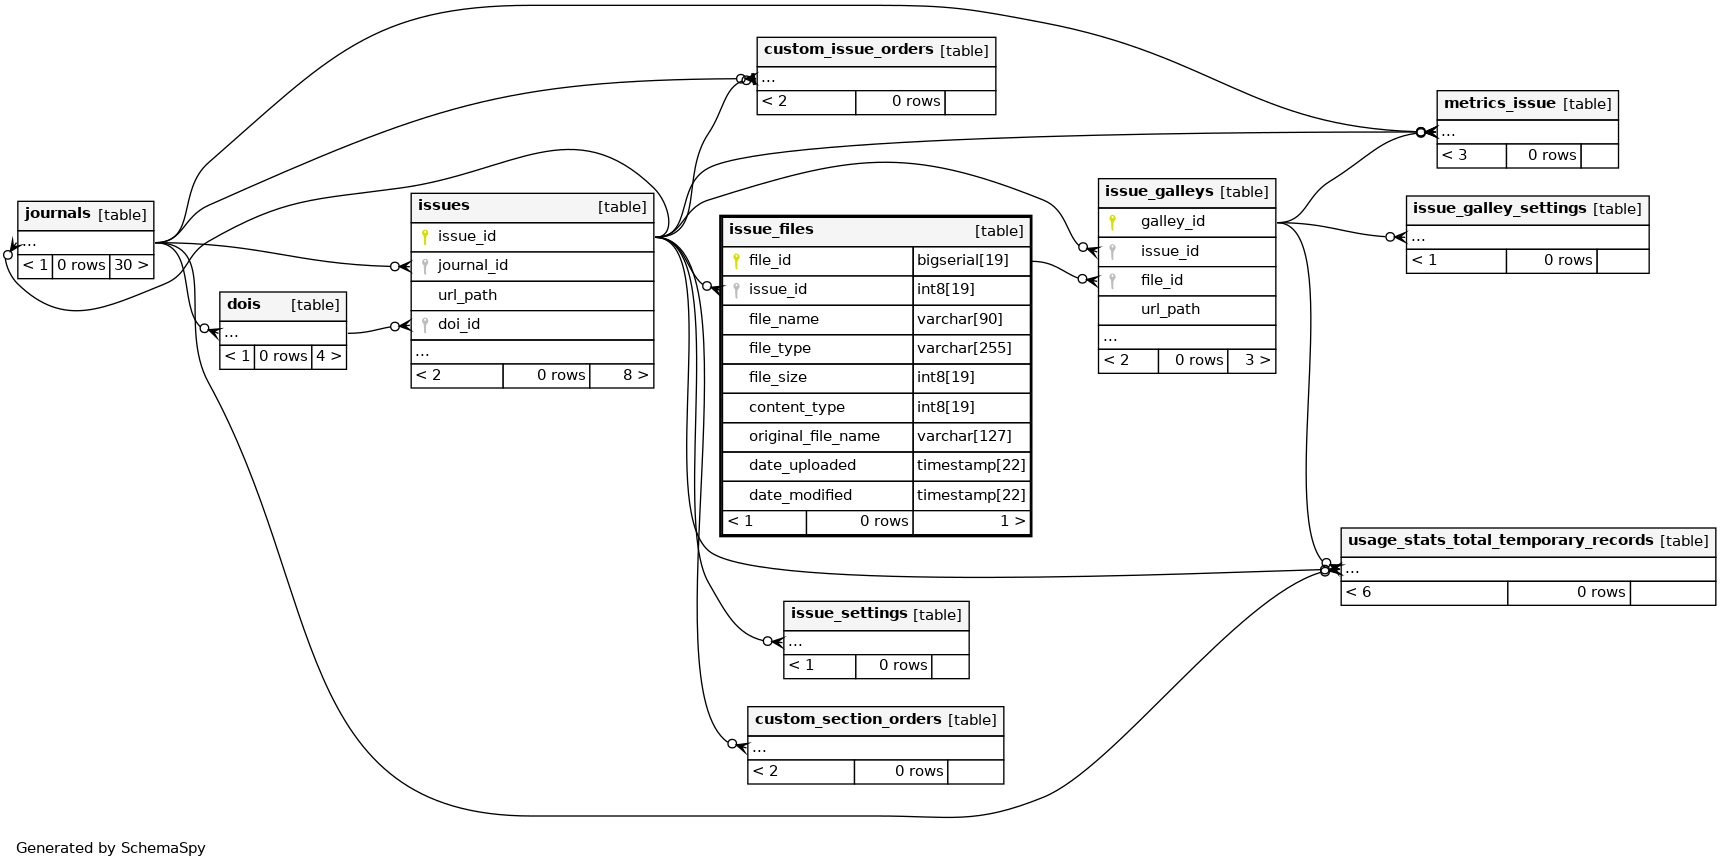 custom_issue_orders [table]
...
< 2 0 rows
metrics_issue [table]
...
< 3 0 rows
journals [table]
...
< 1 0 rows 30 >
issues [table]
issue_id
journal_id
url_path
doi_id
...
< 2 0 rows 8 >
dois [table]
...
< 1 0 rows 4 >
issue_files [table]
file_id bigserial[19]
issue_id int8[19]
file_name varchar[90]
file_type varchar[255]
file_size int8[19]
content_type int8[19]
original_file_name varchar[127]
date_uploaded timestamp[22]
date_modified timestamp[22]
< 1 0 rows 1 >
issue_galleys [table]
galley_id
issue_id
file_id
url_path
...
< 2 0 rows 3 >
issue_galley_settings [table]
...
< 1 0 rows
usage_stats_total_temporary_records [table]
...
< 6 0 rows
issue_settings [table]
...
< 1 0 rows
custom_section_orders [table]
...
< 2 0 rows
Generated by SchemaSpy